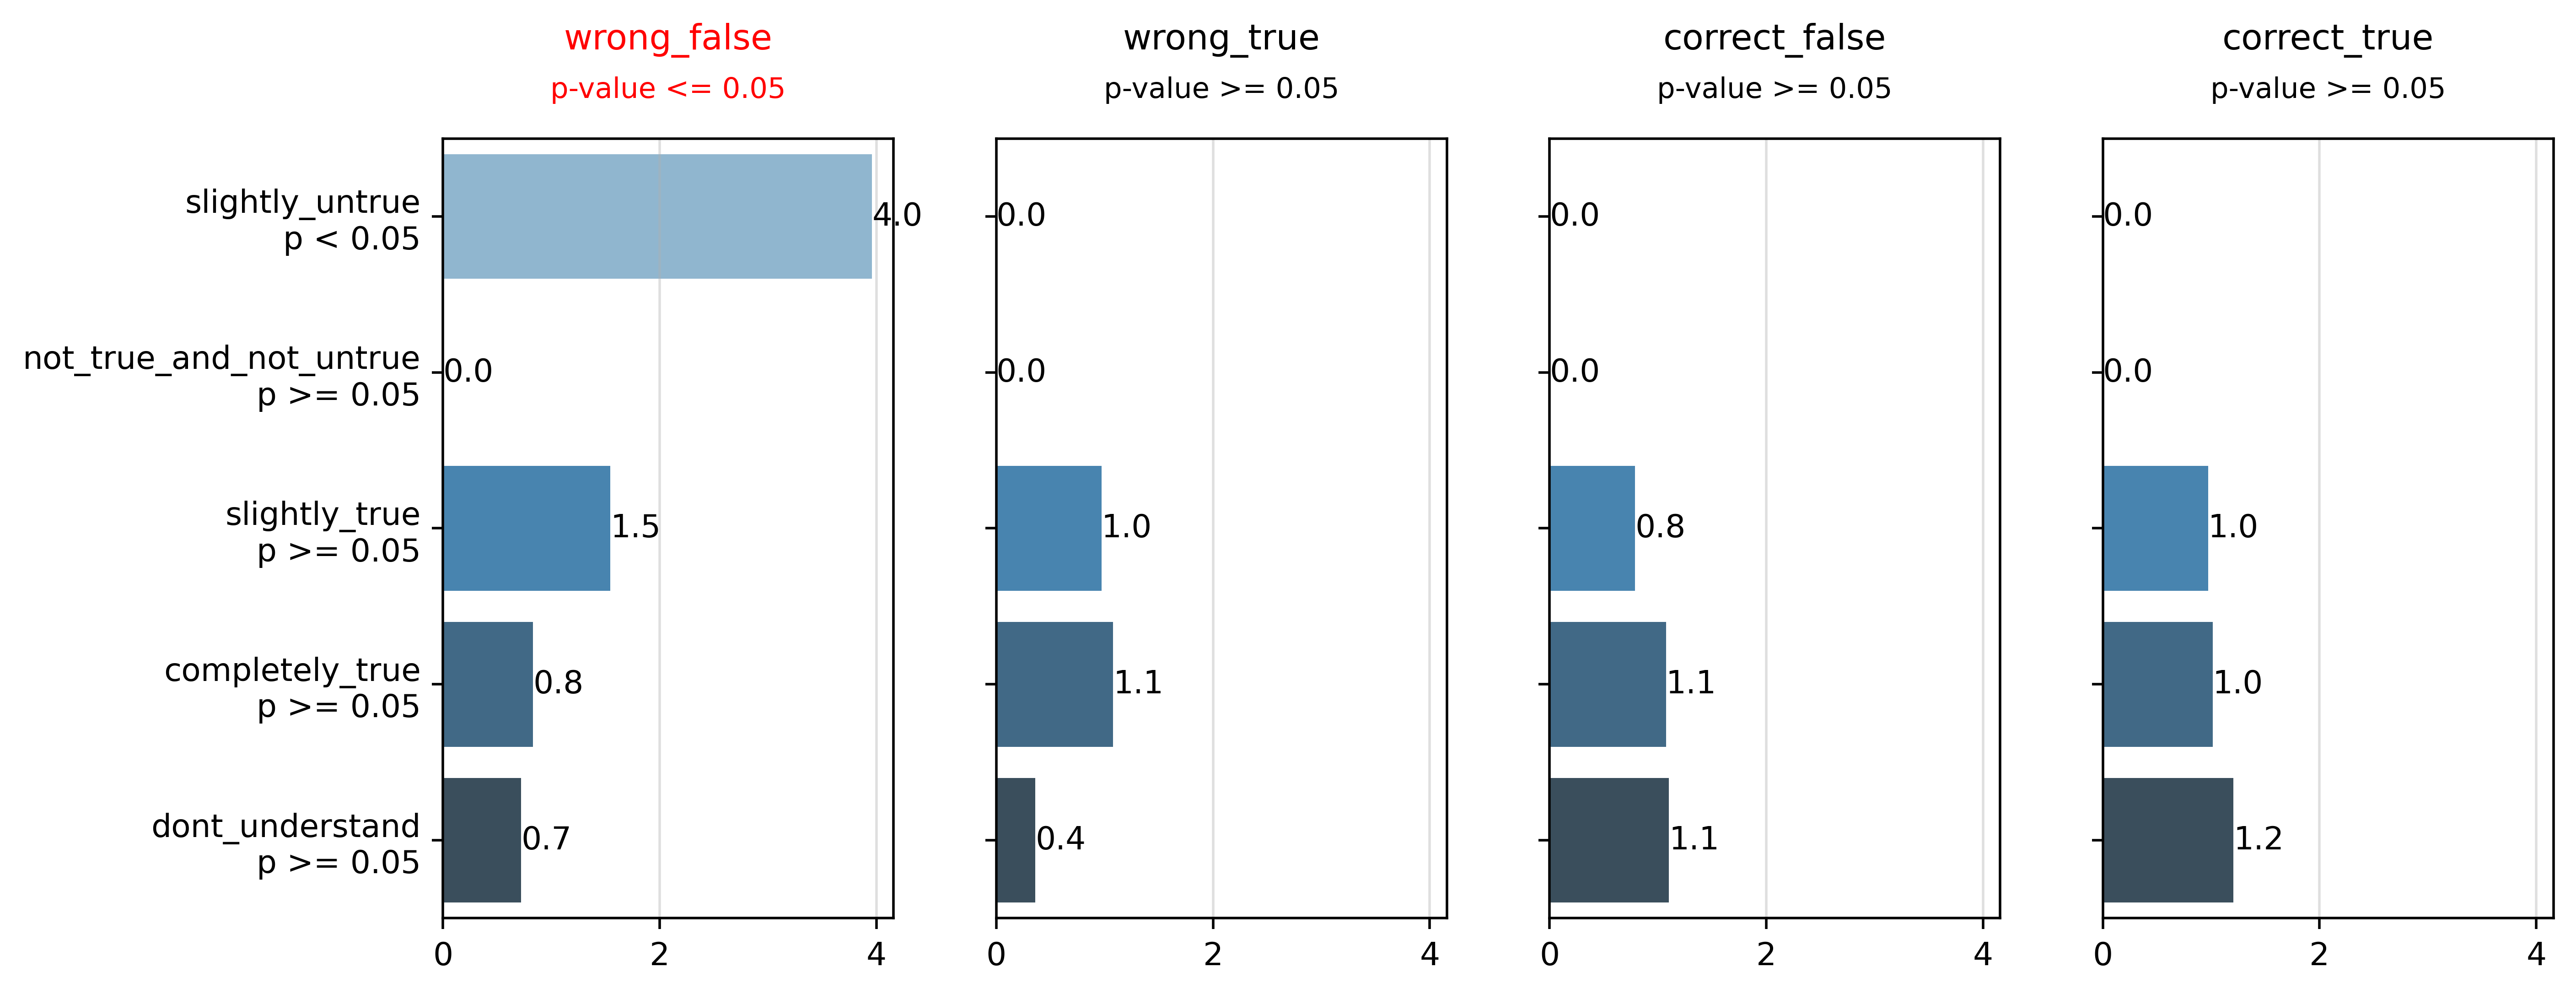 wrong_false
p-value <= 0.05
wrong_true
p-value >= 0.05
correct_false
p-value >= 0.05
correct_true
p-value >= 0.05
slightly_untrue
p < 0.05
4.0
0.0
0.0
0.0
not_true_and_not_untrue
p >= 0.05
0.0
0.0
0.0
0.0
slightly_true
p >= 0.05
1.5
1.0
0.8
1.0
completely_true
p >= 0.05
0.8
1.1
1.1
1.0
dont_understand
p >= 0.05
0.7
0.4
1.1
1.2
0 2 4
0 2 4
0 2 4
0 2 4